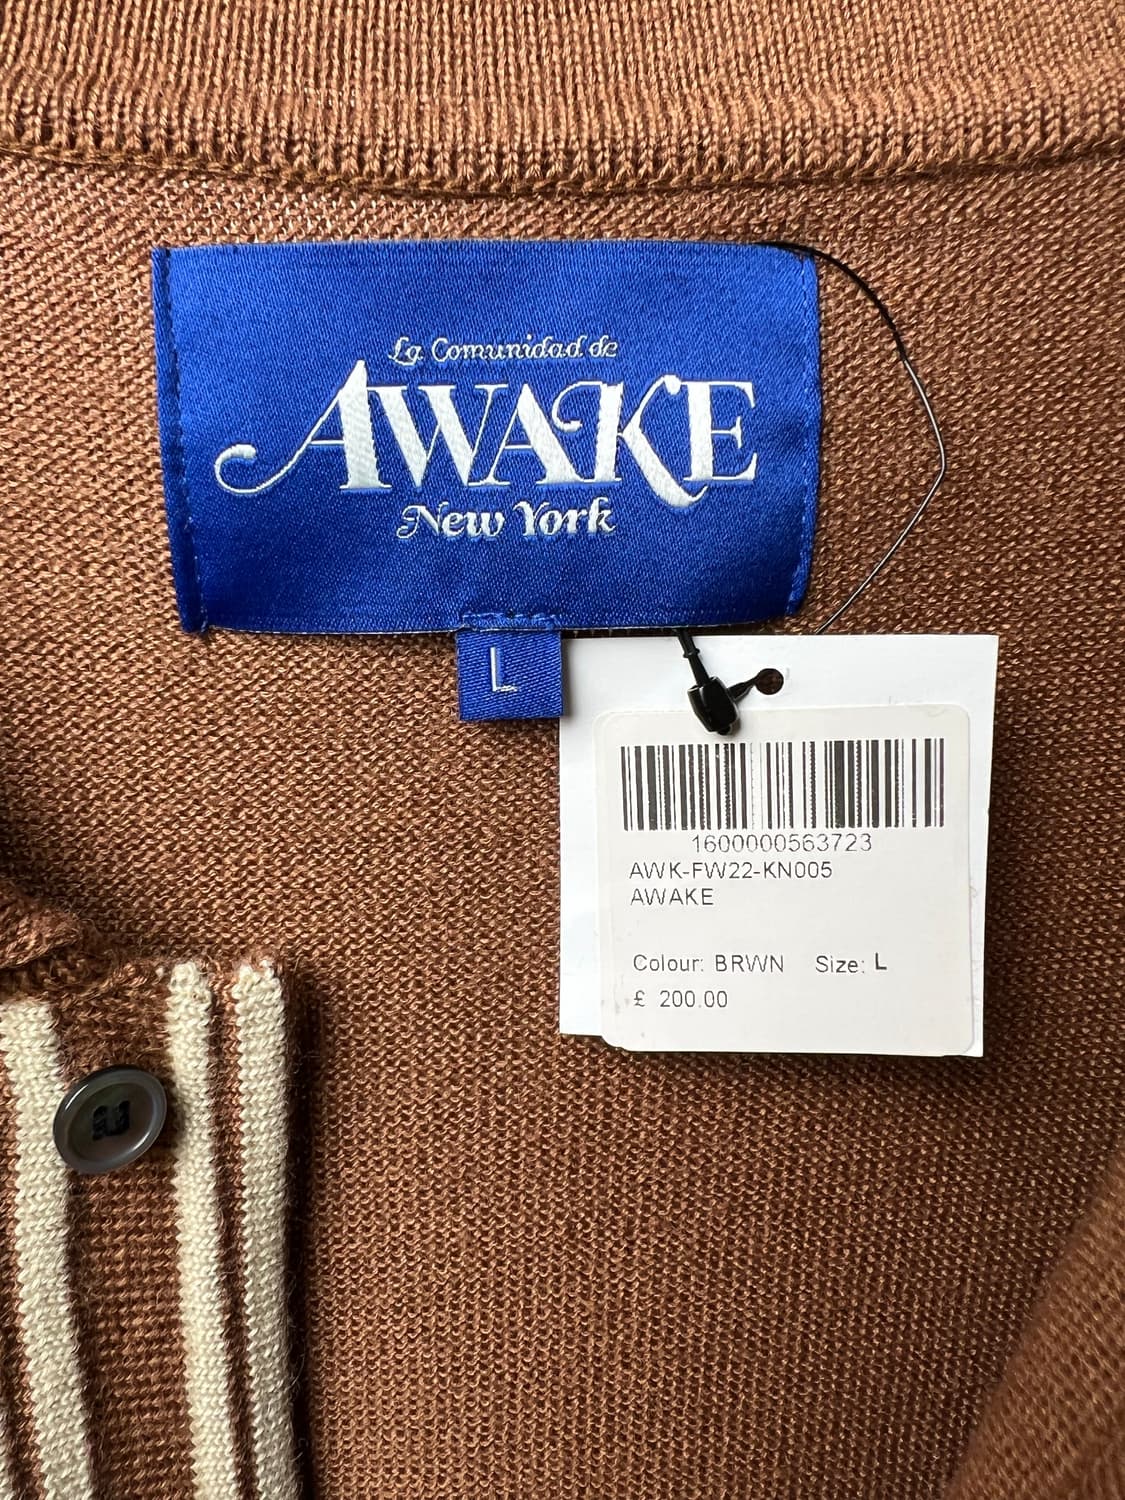 La Comunidad de
AWAKE
New York
L
1600000563723
AWK-FW22-KN005
AWAKE
Colour: BRWN Size: L
£ 200.00